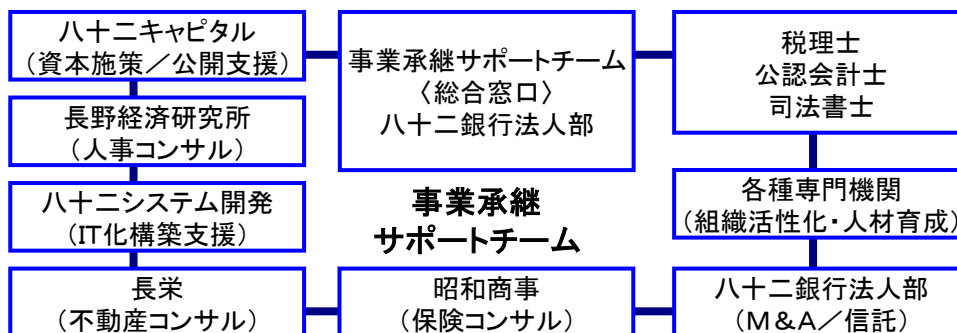 八十二キャピタル
（資本施策／公開支援）
事業承継サポートチーム
〈総合窓口〉
八十二銀行法人部
税理士
公認会計士
司法書士
長野経済研究所
（人事コンサル）
八十二システム開発
（IT化構築支援）
事業承継
サポートチーム
各種専門機関
（組織活性化・人材育成）
長栄
（不動産コンサル）
昭和商事
（保険コンサル）
八十二銀行法人部
（M＆A／信託）